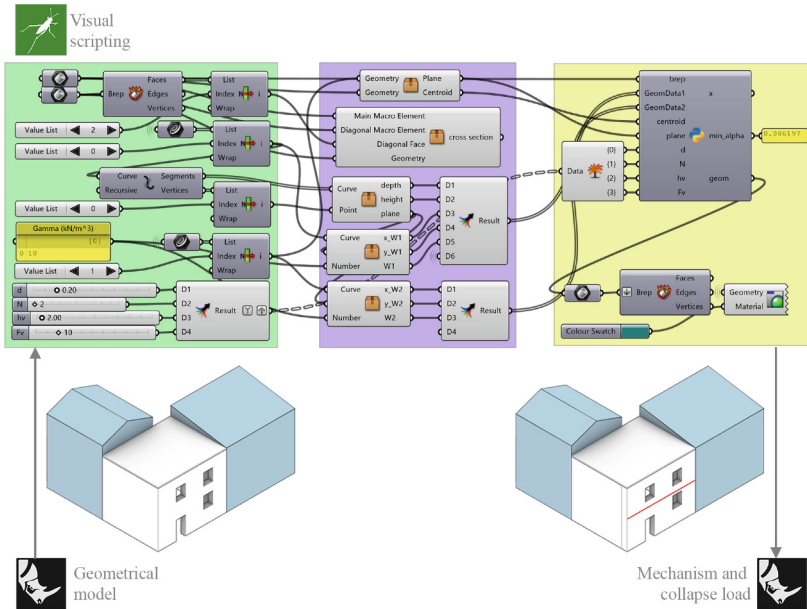 Visual
scripting
Brep Faces
Edges
Vertices
List
Index i
Wrap
Value List 2
List
Index i
Wrap
Value List 0
Curve Segments
Recursive Vertices
List
Index i
Wrap
Value List 0
Gamma (kN/m^3)
{0}
List
Index i
Wrap
Value List 1
d 0.20
N 2
hv 2.00
Fv 10
D1
D2
D3
D4
Result
Geometry Plane
Geometry Centroid
Main Macro Element
Diagonal Macro Element
Diagonal Face
Geometry
cross section
Curve depth
height
Point plane
Curve x_W1
y_W1
Number W1
D1
D2
D3
D4
D5
D6
Result
Curve x_W2
y_W2
Number W2
D1
D2
D3
D4
Result
brep
GeomData1 x
GeomData2
centroid
plane min_alpha
d
N
hv geom
Fv
Data {0}
{1}
{2}
{3}
Brep Faces
Edges
Vertices
Geometry
Material
Colour Swatch
Geometrical
model
Mechanism and
collapse load